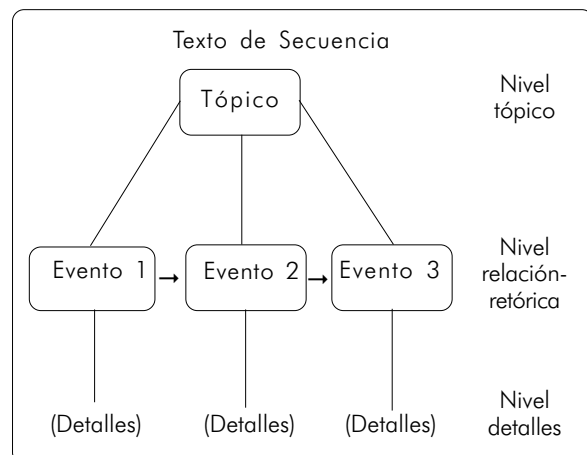 Texto de Secuencia
Tópico
Nivel
tópico
Evento 1
Evento 2
Evento 3
Nivel
relación-
retórica
(Detalles)
(Detalles)
(Detalles)
Nivel
detalles